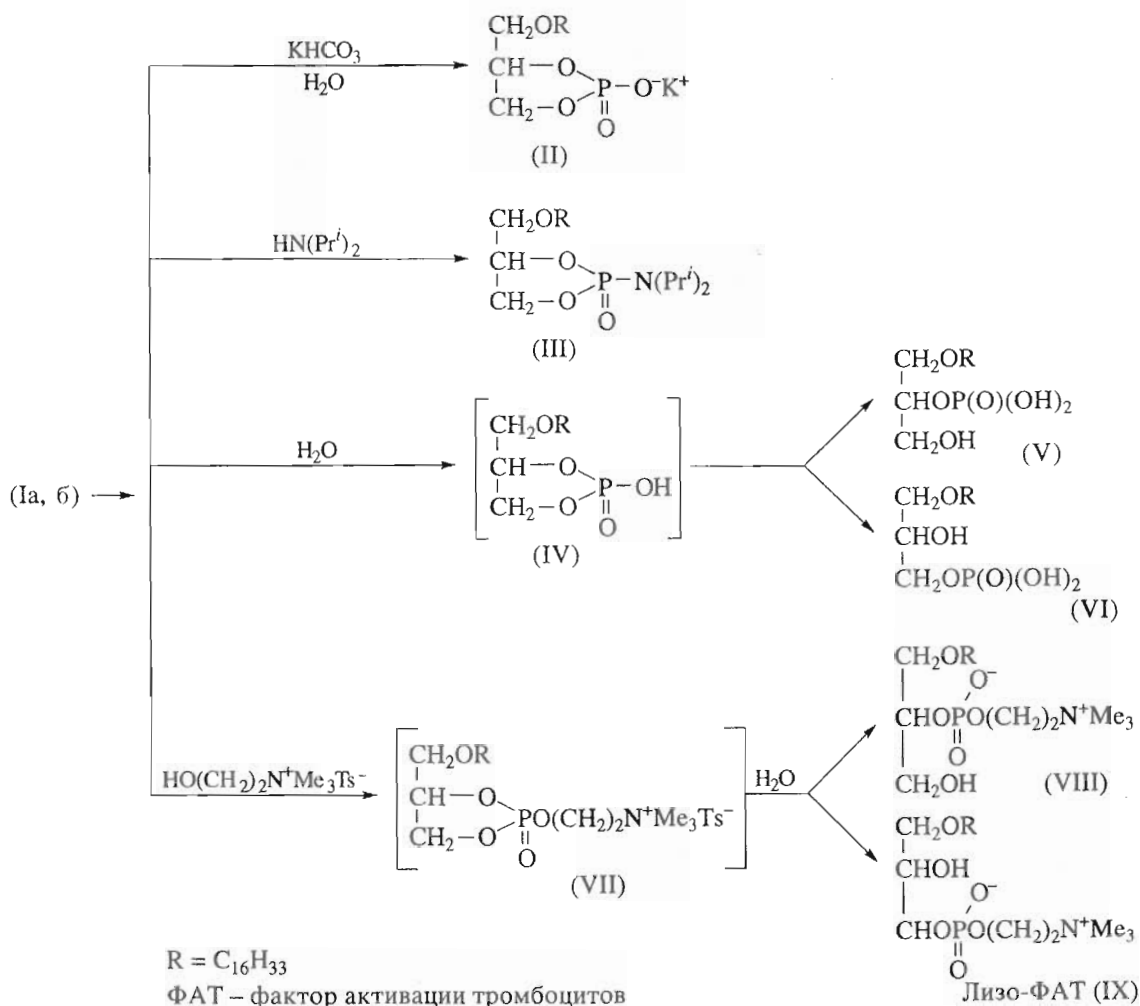 CH₂OR
KHCO₃
H₂O
CH–O
P–O⁻K⁺
CH₂–O
O
(II)
CH₂OR
HN(Prⁱ)₂
CH–O
P–N(Prⁱ)₂
CH₂–O
O
(III)
CH₂OR
CHOP(O)(OH)₂
CH₂OH
(V)
(Iа, б)
H₂O
CH₂OR
CH–O
P–OH
CH₂–O
O
(IV)
CH₂OR
CHOH
CH₂OP(O)(OH)₂
(VI)
HO(CH₂)₂N⁺Me₃Ts⁻
CH₂OR
CH–O
PO(CH₂)₂N⁺Me₃Ts⁻
CH₂–O
O
(VII)
H₂O
CH₂OR
O⁻
CHOPO(CH₂)₂N⁺Me₃
O
CH₂OH
(VIII)
CH₂OR
CHOH
O⁻
CHOPO(CH₂)₂N⁺Me₃
O
Лизо-ФАТ (IX)
R = C₁₆H₃₃
ФАТ – фактор активации тромбоцитов